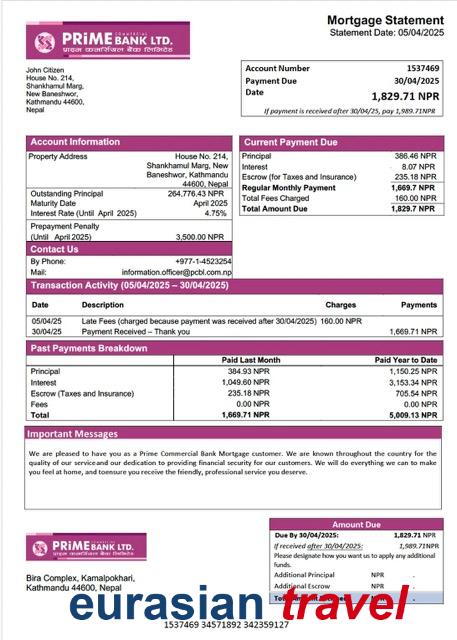 COMMERCIAL
PRiME BANK LTD.
प्राइम कमर्सियल बैंक लिमिटेड
Mortgage Statement
Statement Date: 05/04/2025
John Citizen
House No. 214,
Shankhamul Marg,
New Baneshwor,
Kathmandu 44600,
Nepal
Account Number 1537469
Payment Due 30/04/2025
Date 1,829.71 NPR
If payment is received after 30/04/25, pay 1,989.71NPR
Account Information
Property Address House No. 214,
Shankhamul Marg, New
Baneshwor, Kathmandu
44600, Nepal
Outstanding Principal 264,776.43 NPR
Maturity Date April 2025
Interest Rate (Until April 2025) 4.75%
Prepayment Penalty
(Until April 2025) 3,500.00 NPR
Contact Us
By Phone: +977-1-4523254
Mail: information.officer@pcbl.com.np
Current Payment Due
Principal 386.46 NPR
Interest 8.07 NPR
Escrow (for Taxes and Insurance) 235.18 NPR
Regular Monthly Payment 1,669.7 NPR
Total Fees Charged 160.00 NPR
Total Amount Due 1,829.7 NPR
Transaction Activity (05/04/2025 – 30/04/2025)
Date Description Charges Payments
05/04/25 Late Fees (charged because payment was received after 30/04/2025) 160.00 NPR
30/04/25 Payment Received – Thank you 1,669.71 NPR
Past Payments Breakdown
Paid Last Month Paid Year to Date
Principal 384.93 NPR 1,150.25 NPR
Interest 1,049.60 NPR 3,153.34 NPR
Escrow (Taxes and Insurance) 235.18 NPR 705.54 NPR
Fees 0.00 NPR 0.00 NPR
Total 1,669.71 NPR 5,009.13 NPR
Important Messages
We are pleased to have you as a Prime Commercial Bank Mortgage customer. We are known throughout the country for the
quality of our service and our dedication to providing financial security for our customers. We will do everything we can to make
you feel at home, and toensure you receive the friendly, professional service you deserve.
COMMERCIAL
PRiME BANK LTD.
प्राइम कमर्सियल बैंक लिमिटेड
Bira Complex, Kamalpokhari,
Kathmandu 44600, Nepal
Amount Due
Due By 30/04/2025: 1,829.71 NPR
If received after 30/04/2025: 1,989.71NPR
Please designate how you want us to apply any additional
funds.
Additional Principal NPR .
Additional Escrow NPR .
eurasian travel
1537469 34571892 342359127